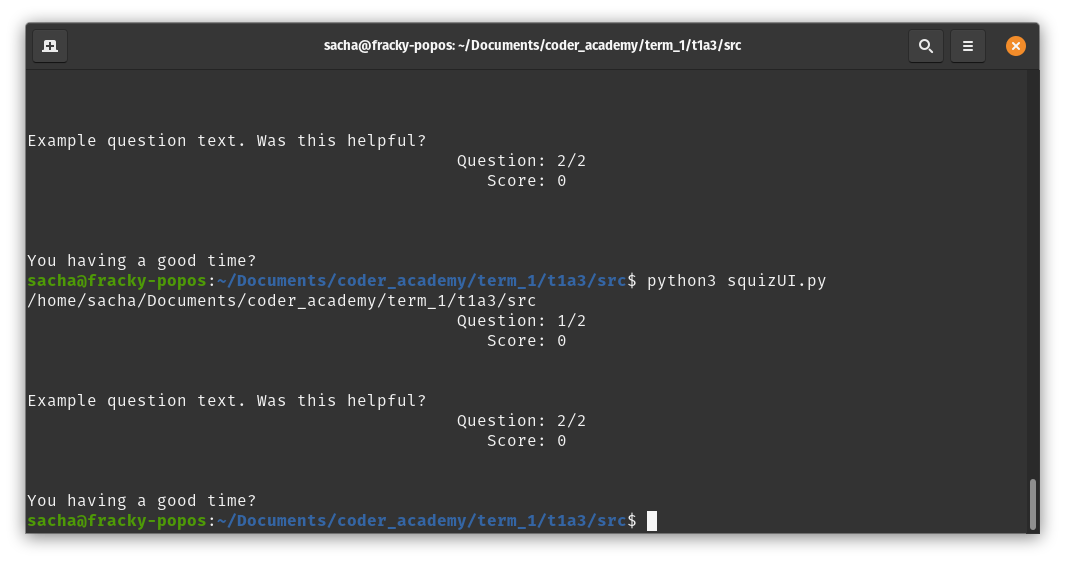 sacha@fracky-popos: ~/Documents/coder_academy/term_1/t1a3/src
Example question text. Was this helpful?
Question: 2/2
Score: 0
You having a good time?
sacha@fracky-popos:~/Documents/coder_academy/term_1/t1a3/src$ python3 squizUI.py
/home/sacha/Documents/coder_academy/term_1/t1a3/src
Question: 1/2
Score: 0
Example question text. Was this helpful?
Question: 2/2
Score: 0
You having a good time?
sacha@fracky-popos:~/Documents/coder_academy/term_1/t1a3/src$